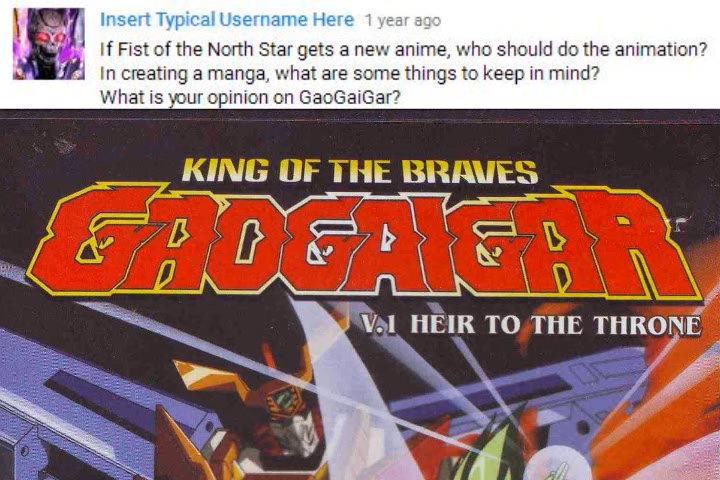 Insert Typical Username Here 1 year ago
If Fist of the North Star gets a new anime, who should do the animation?
In creating a manga, what are some things to keep in mind?
What is your opinion on GaoGaiGar?
KING OF THE BRAVES
GAOGAIGAR
V.1 HEIR TO THE THRONE